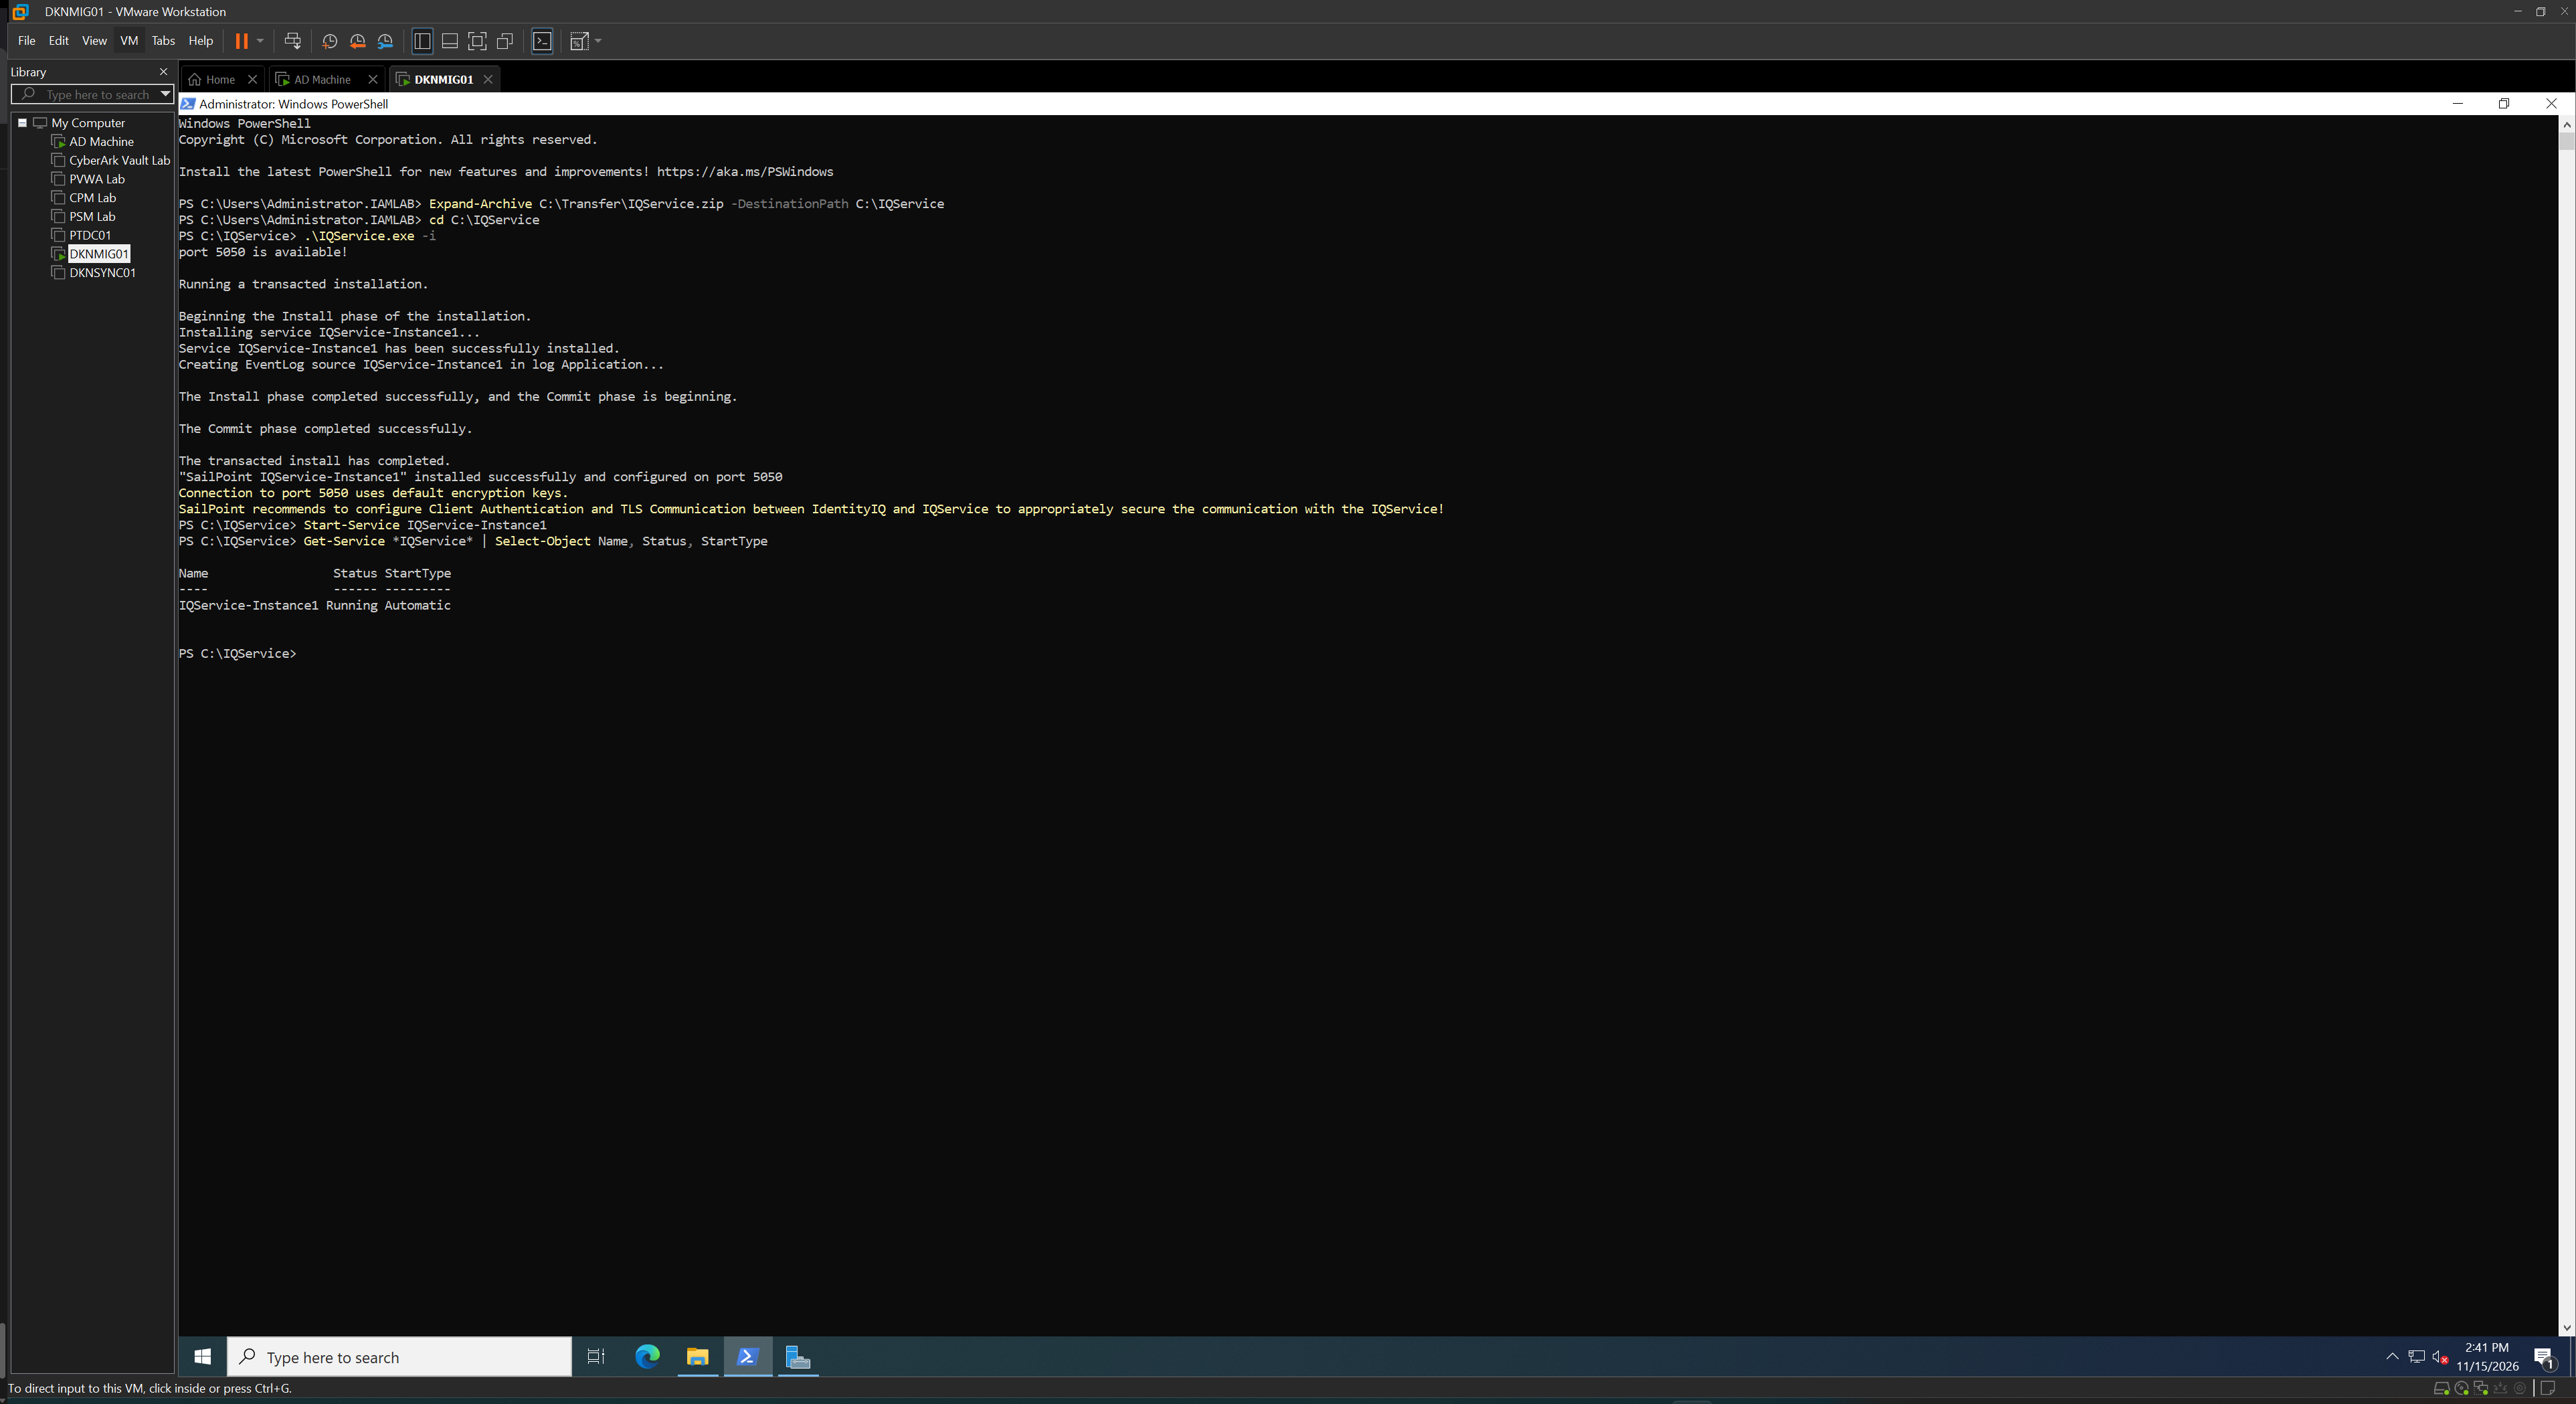 DKNMIG01 - VMware Workstation
File Edit View VM Tabs Help
Library
Type here to search
My Computer
AD Machine
CyberArk Vault Lab
PVWA Lab
CPM Lab
PSM Lab
PTDC01
DKNMIG01
DKNSYNC01
Home
AD Machine
DKNMIG01
Administrator: Windows PowerShell
Windows PowerShell
Copyright (C) Microsoft Corporation. All rights reserved.
Install the latest PowerShell for new features and improvements! https://aka.ms/PSWindows
PS C:\Users\Administrator.IAMLAB> Expand-Archive C:\Transfer\IQService.zip -DestinationPath C:\IQService
PS C:\Users\Administrator.IAMLAB> cd C:\IQService
PS C:\IQService> .\IQService.exe -i
port 5050 is available!
Running a transacted installation.
Beginning the Install phase of the installation.
Installing service IQService-Instance1...
Service IQService-Instance1 has been successfully installed.
Creating EventLog source IQService-Instance1 in log Application...
The Install phase completed successfully, and the Commit phase is beginning.
The Commit phase completed successfully.
The transacted install has completed.
"SailPoint IQService-Instance1" installed successfully and configured on port 5050
Connection to port 5050 uses default encryption keys.
SailPoint recommends to configure Client Authentication and TLS Communication between IdentityIQ and IQService to appropriately secure the communication with the IQService!
PS C:\IQService> Start-Service IQService-Instance1
PS C:\IQService> Get-Service *IQService* | Select-Object Name, Status, StartType
Name Status StartType
---- ------ ---------
IQService-Instance1 Running Automatic
PS C:\IQService>
Type here to search
2:41 PM
11/15/2026
1
To direct input to this VM, click inside or press Ctrl+G.